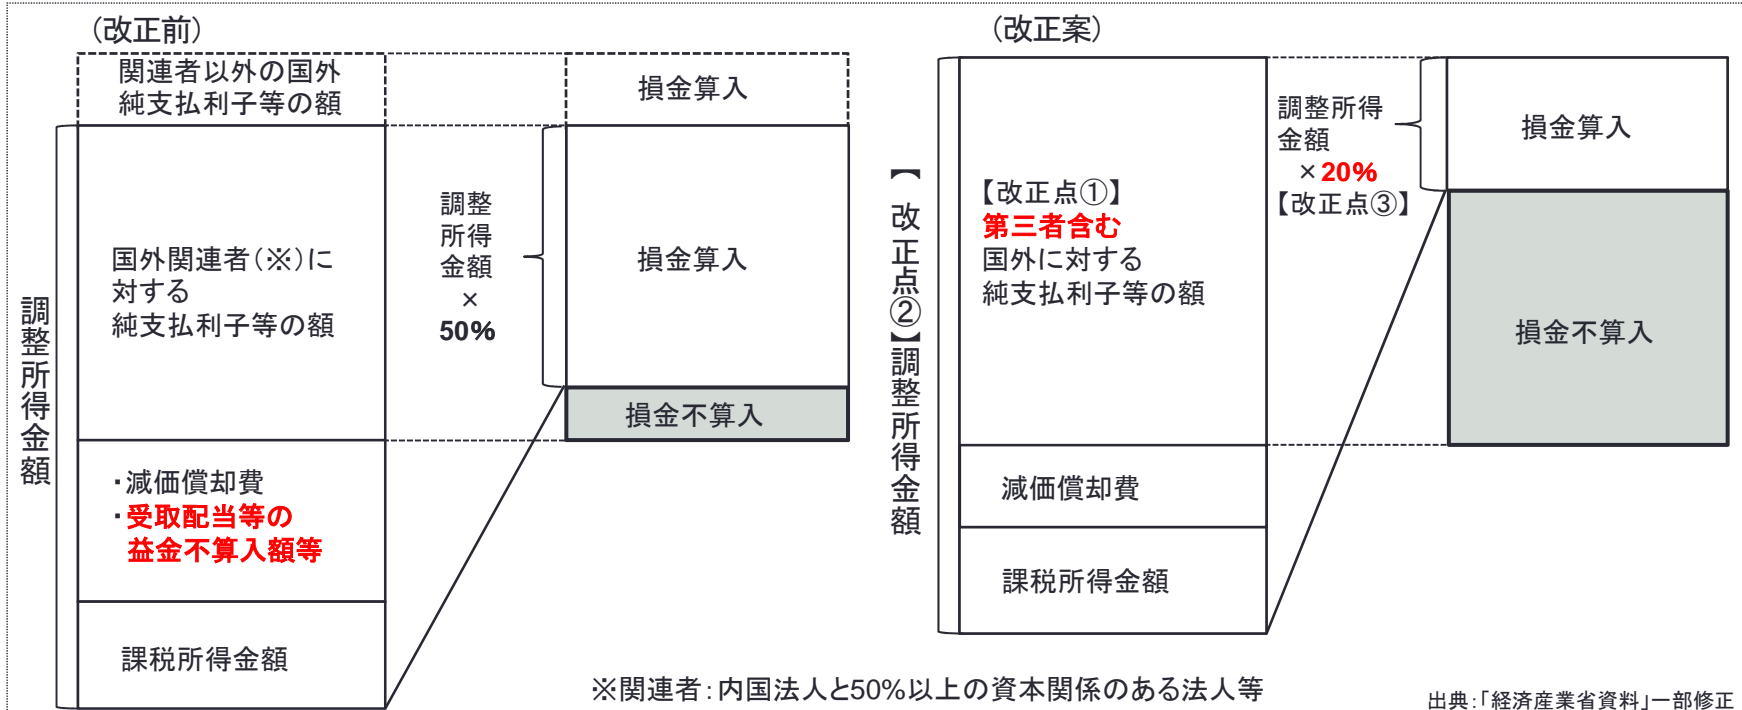 （改正前）
関連者以外の国外
純支払利子等の額
損金算入
調整所得金額
国外関連者（※）に
対する
純支払利子等の額
調整
所得
金額
×
50%
損金算入
損金不算入
・減価償却費
・受取配当等の
益金不算入額等
課税所得金額
（改正案）
【改正点②】調整所得金額
【改正点①】
第三者含む
国外に対する
純支払利子等の額
調整所得
金額
×20%
【改正点③】
損金算入
損金不算入
減価償却費
課税所得金額
※関連者：内国法人と50%以上の資本関係のある法人等
出典：「経済産業省資料」一部修正